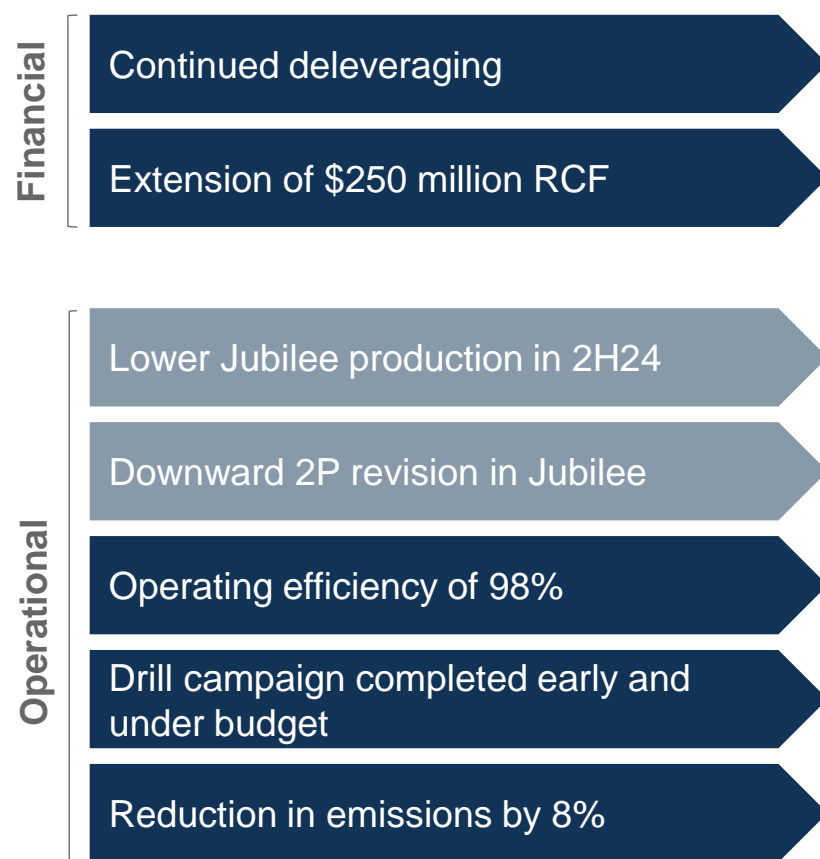 Financial
Continued deleveraging
Extension of $250 million RCF
Operational
Lower Jubilee production in 2H24
Downward 2P revision in Jubilee
Operating efficiency of 98%
Drill campaign completed early and
under budget
Reduction in emissions by 8%